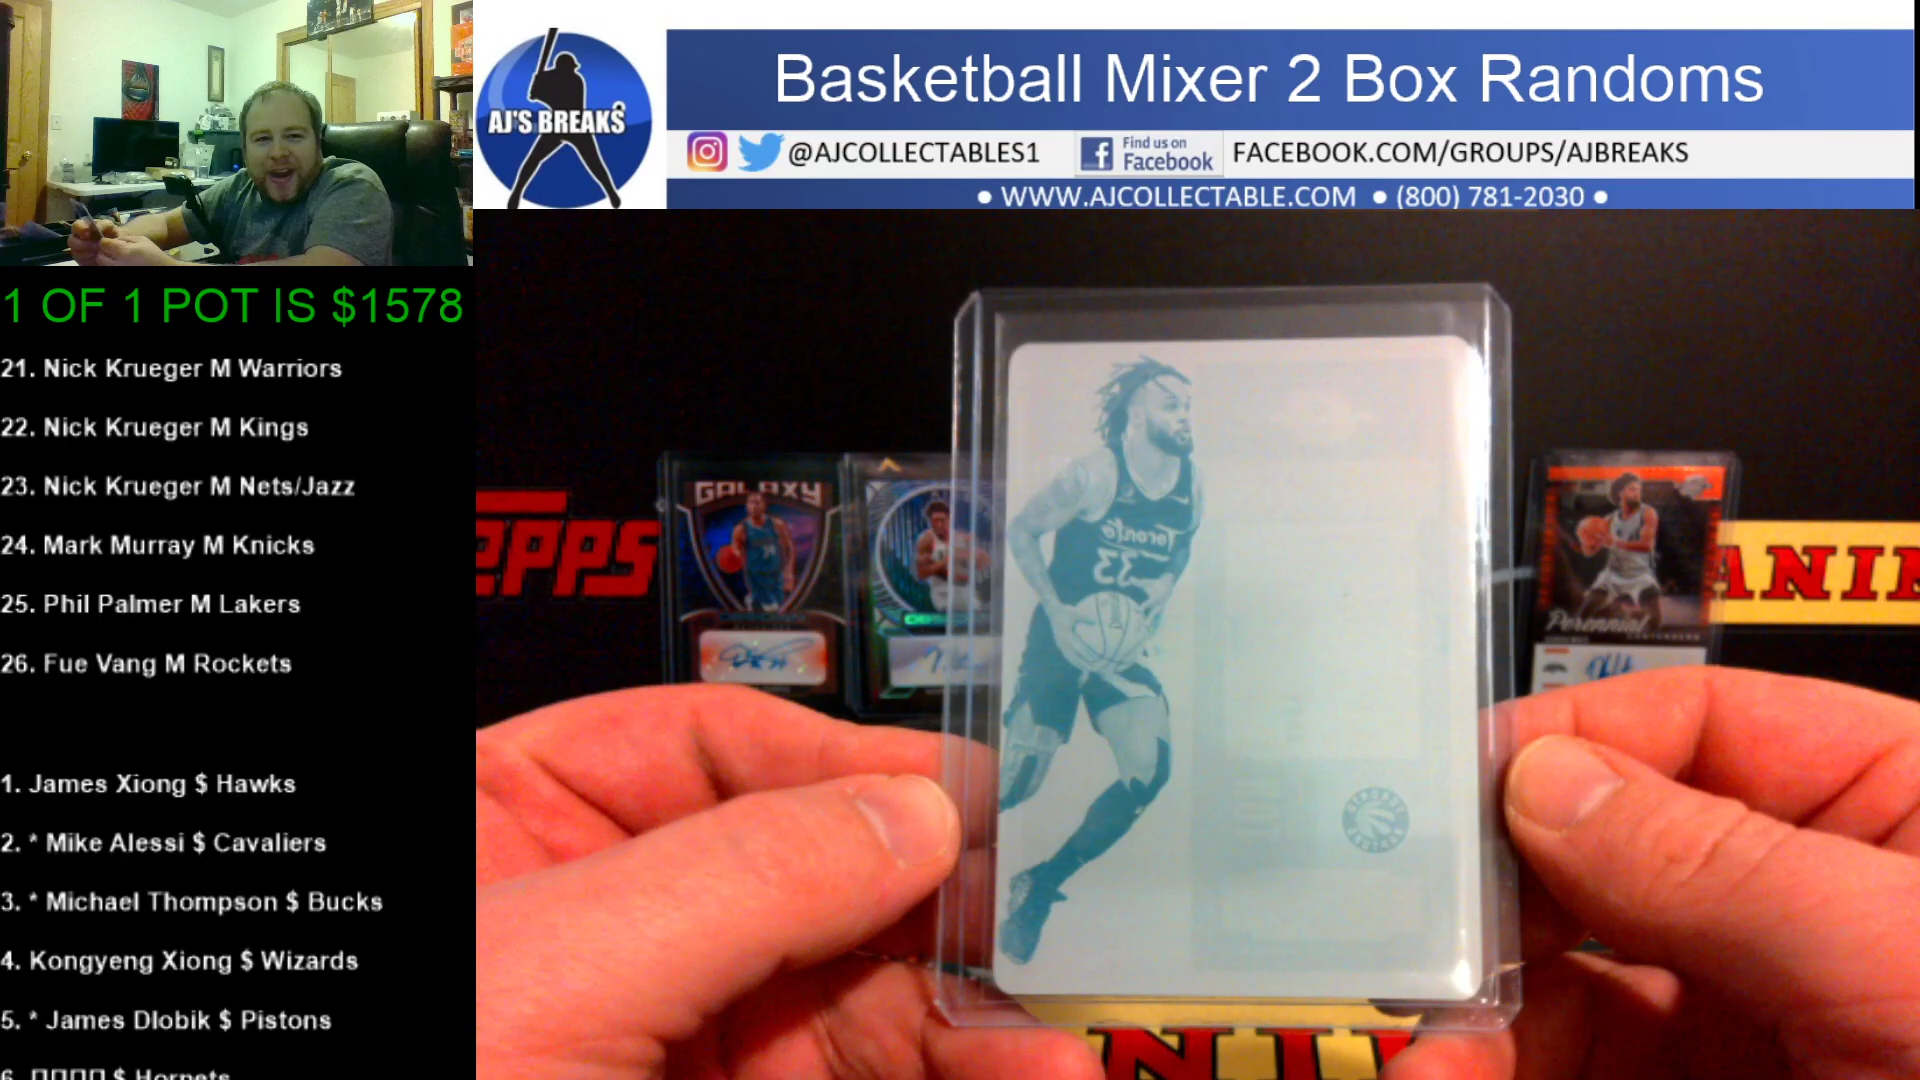 AJ'S BREAKS
Basketball Mixer 2 Box Randoms
@AJCOLLECTABLES1
Find us on
Facebook
FACEBOOK.COM/GROUPS/AJBREAKS
• WWW.AJCOLLECTABLE.COM • (800) 781-2030 •
1 OF 1 POT IS $1578
21. Nick Krueger M Warriors
22. Nick Krueger M Kings
23. Nick Krueger M Nets/Jazz
24. Mark Murray M Knicks
25. Phil Palmer M Lakers
26. Fue Vang M Rockets
1. James Xiong $ Hawks
2. * Mike Alessi $ Cavaliers
3. * Michael Thompson $ Bucks
4. Kongyeng Xiong $ Wizards
5. * James Dlobik $ Pistons
$ Hornets
GALAXY
Toronto
33
Perennial
CONTENDERS